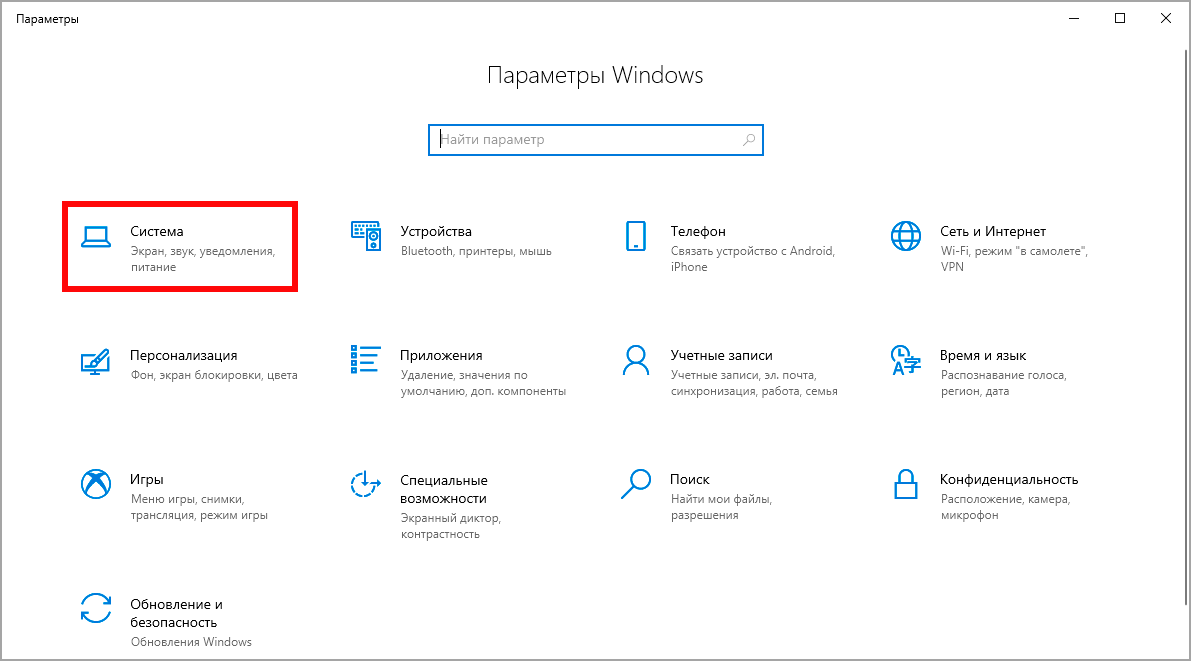 Параметры
Параметры Windows
Найти параметр
Система
Экран, звук, уведомления,
питание
Устройства
Bluetooth, принтеры, мышь
Телефон
Связать устройство с Android,
iPhone
Сеть и Интернет
Wi-Fi, режим "в самолете",
VPN
Персонализация
Фон, экран блокировки, цвета
Приложения
Удаление, значения по
умолчанию, доп. компоненты
Учетные записи
Учетные записи, эл. почта,
синхронизация, работа, семья
Время и язык
Распознавание голоса,
регион, дата
Игры
Меню игры, снимки,
трансляция, режим игры
Специальные
возможности
Экранный диктор,
контрастность
Поиск
Найти мои файлы,
разрешения
Конфиденциальность
Расположение, камера,
микрофон
Обновление и
безопасность
Обновления Windows